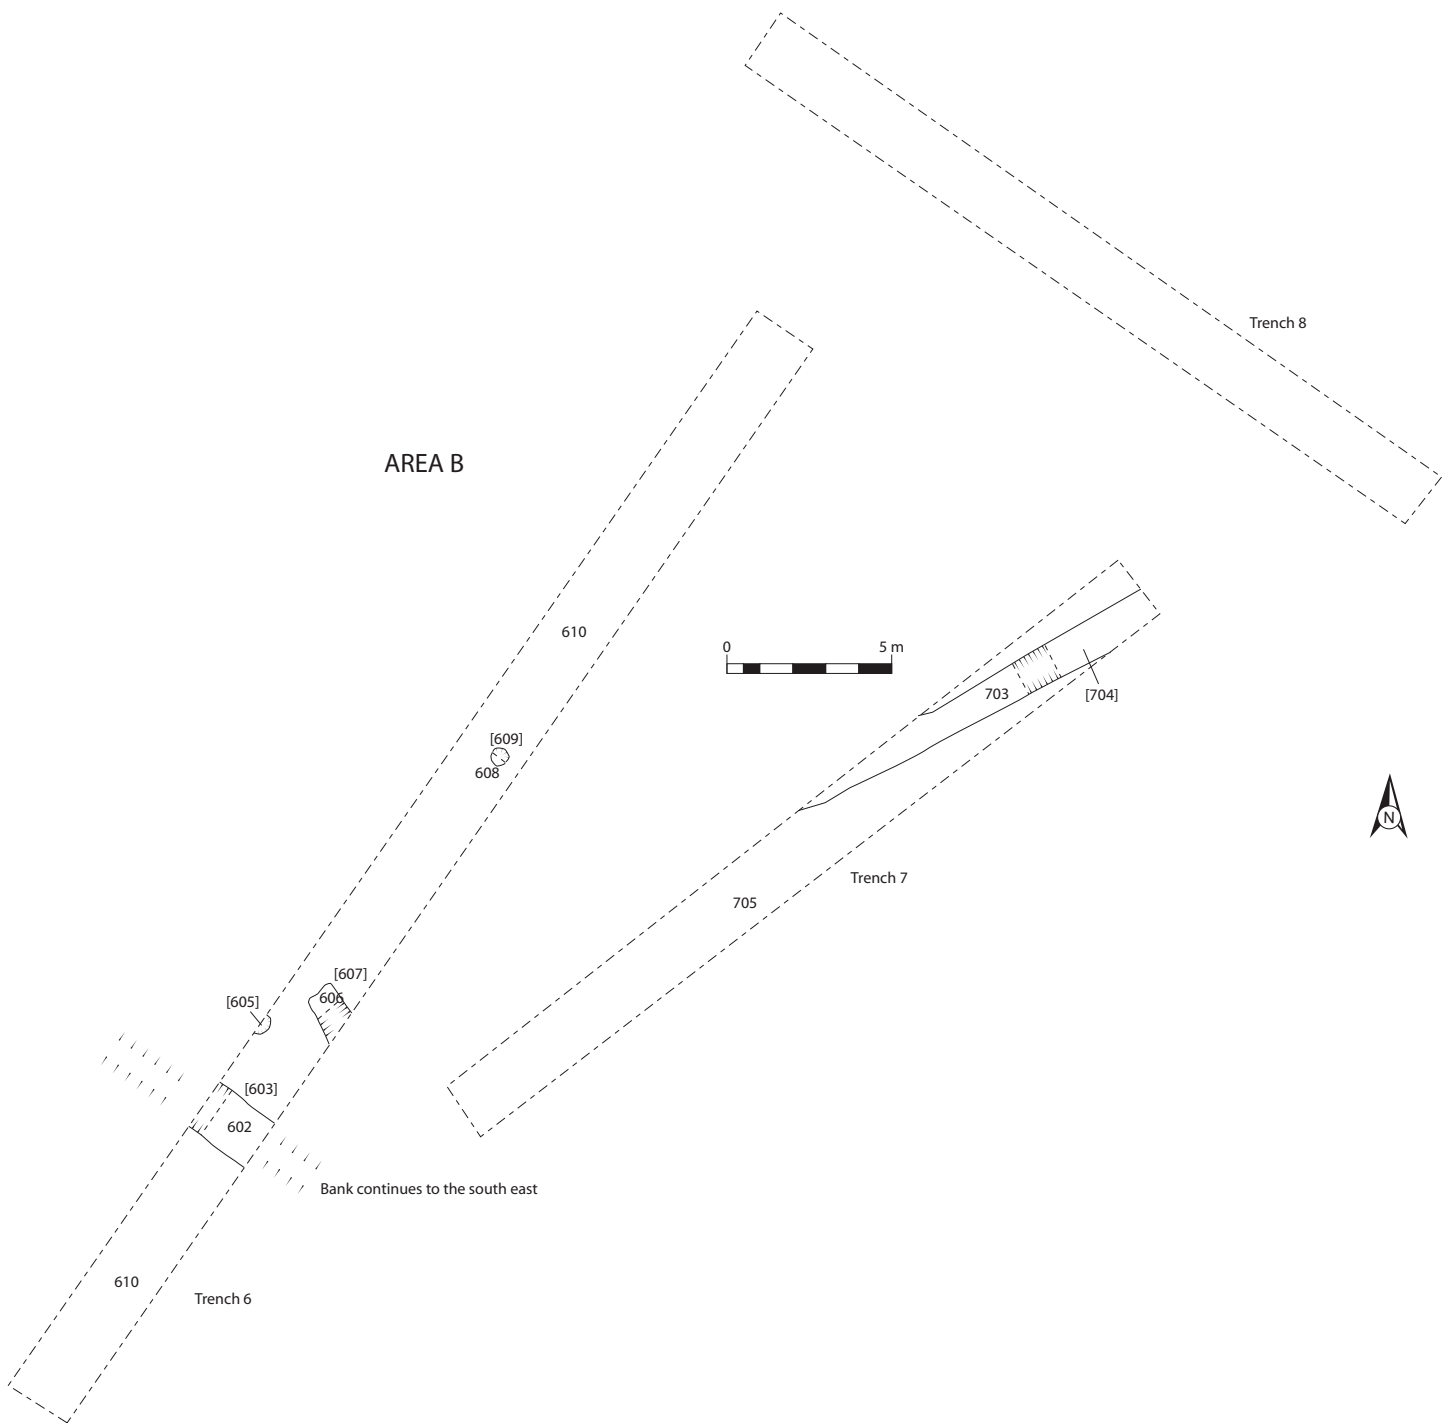 Trench 8
AREA B
610
0 5 m
703
[704]
[609]
608
N
Trench 7
705
[607]
606
[605]
[603]
602
Bank continues to the south east
610
Trench 6